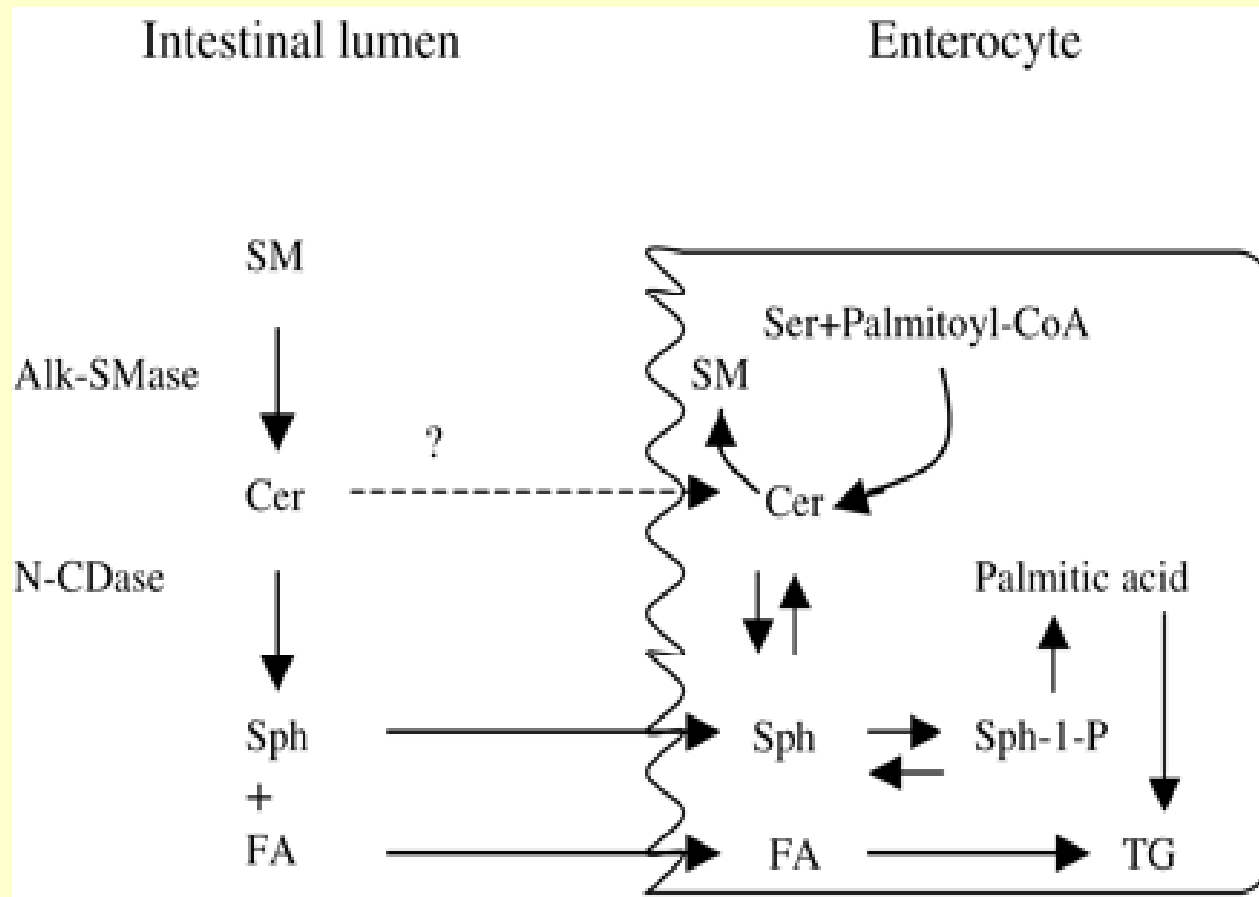 Intestinal lumen
Enterocyte
SM
Ser+Palmitoyl-CoA
Alk-SMase
SM
?
Cer
Cer
N-CDase
Palmitic acid
Sph
Sph
Sph-1-P
+
FA
FA
TG